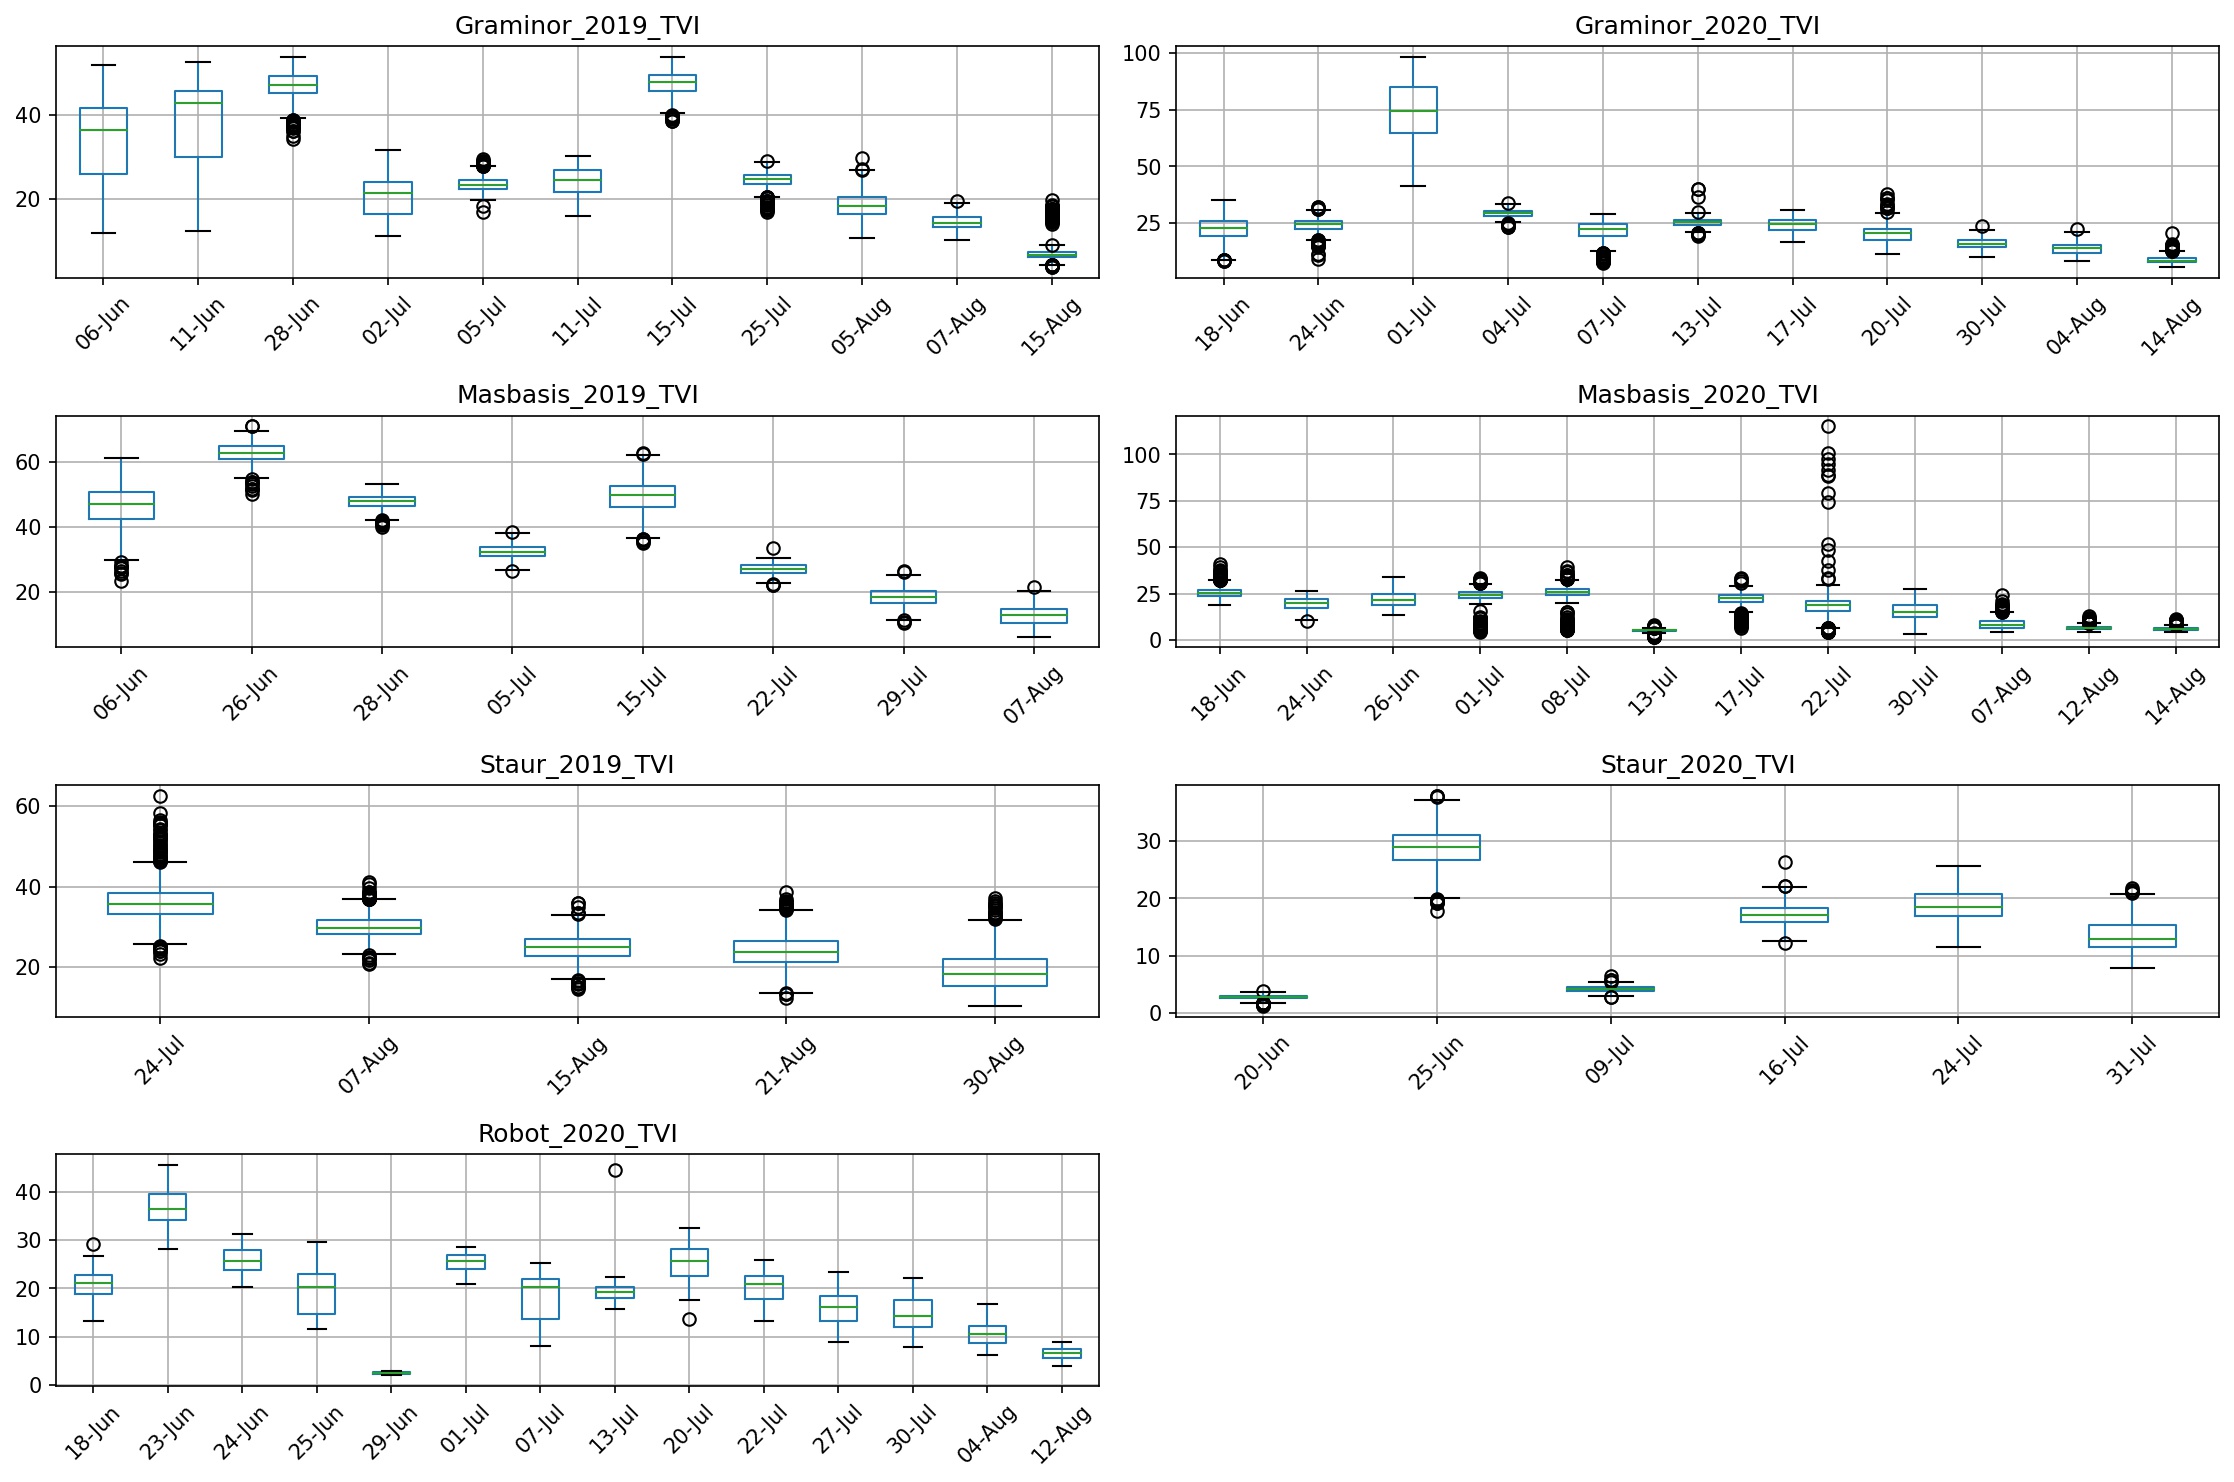 Graminor_2019_TVI
40
20
06-Jun 11-Jun 28-Jun 02-Jul 05-Jul 11-Jul 15-Jul 25-Jul 05-Aug 07-Aug 15-Aug
Graminor_2020_TVI
100
75
50
25
18-Jun 24-Jun 01-Jul 04-Jul 07-Jul 13-Jul 17-Jul 20-Jul 30-Jul 04-Aug 14-Aug
Masbasis_2019_TVI
60
40
20
06-Jun 26-Jun 28-Jun 05-Jul 15-Jul 22-Jul 29-Jul 07-Aug
Masbasis_2020_TVI
100
75
50
25
0
18-Jun 24-Jun 26-Jun 01-Jul 08-Jul 13-Jul 17-Jul 22-Jul 30-Jul 07-Aug 12-Aug 14-Aug
Staur_2019_TVI
60
40
20
24-Jul 07-Aug 15-Aug 21-Aug 30-Aug
Staur_2020_TVI
30
20
10
0
20-Jun 25-Jun 09-Jul 16-Jul 24-Jul 31-Jul
Robot_2020_TVI
40
30
20
10
0
18-Jun 23-Jun 24-Jun 25-Jun 29-Jun 01-Jul 07-Jul 13-Jul 20-Jul 22-Jul 27-Jul 30-Jul 04-Aug 12-Aug